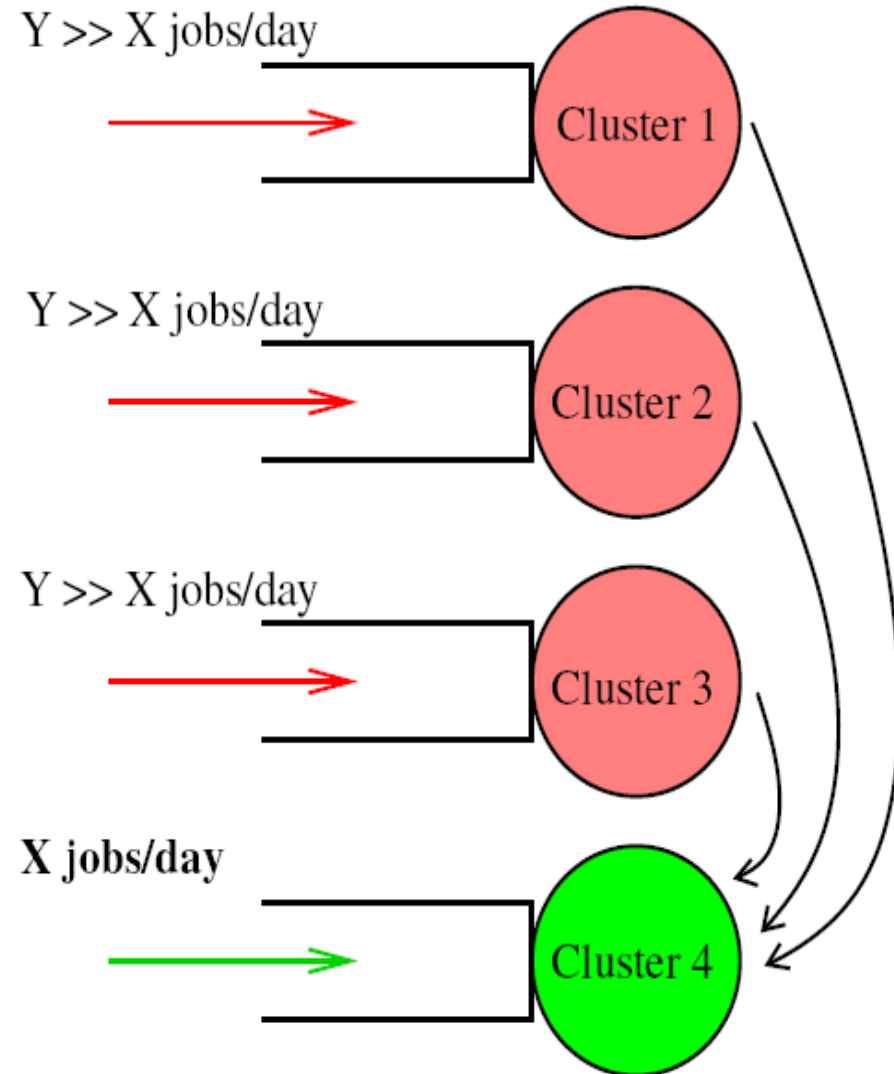 Y >> X jobs/day
Cluster 1
Y >> X jobs/day
Cluster 2
Y >> X jobs/day
Cluster 3
X jobs/day
Cluster 4